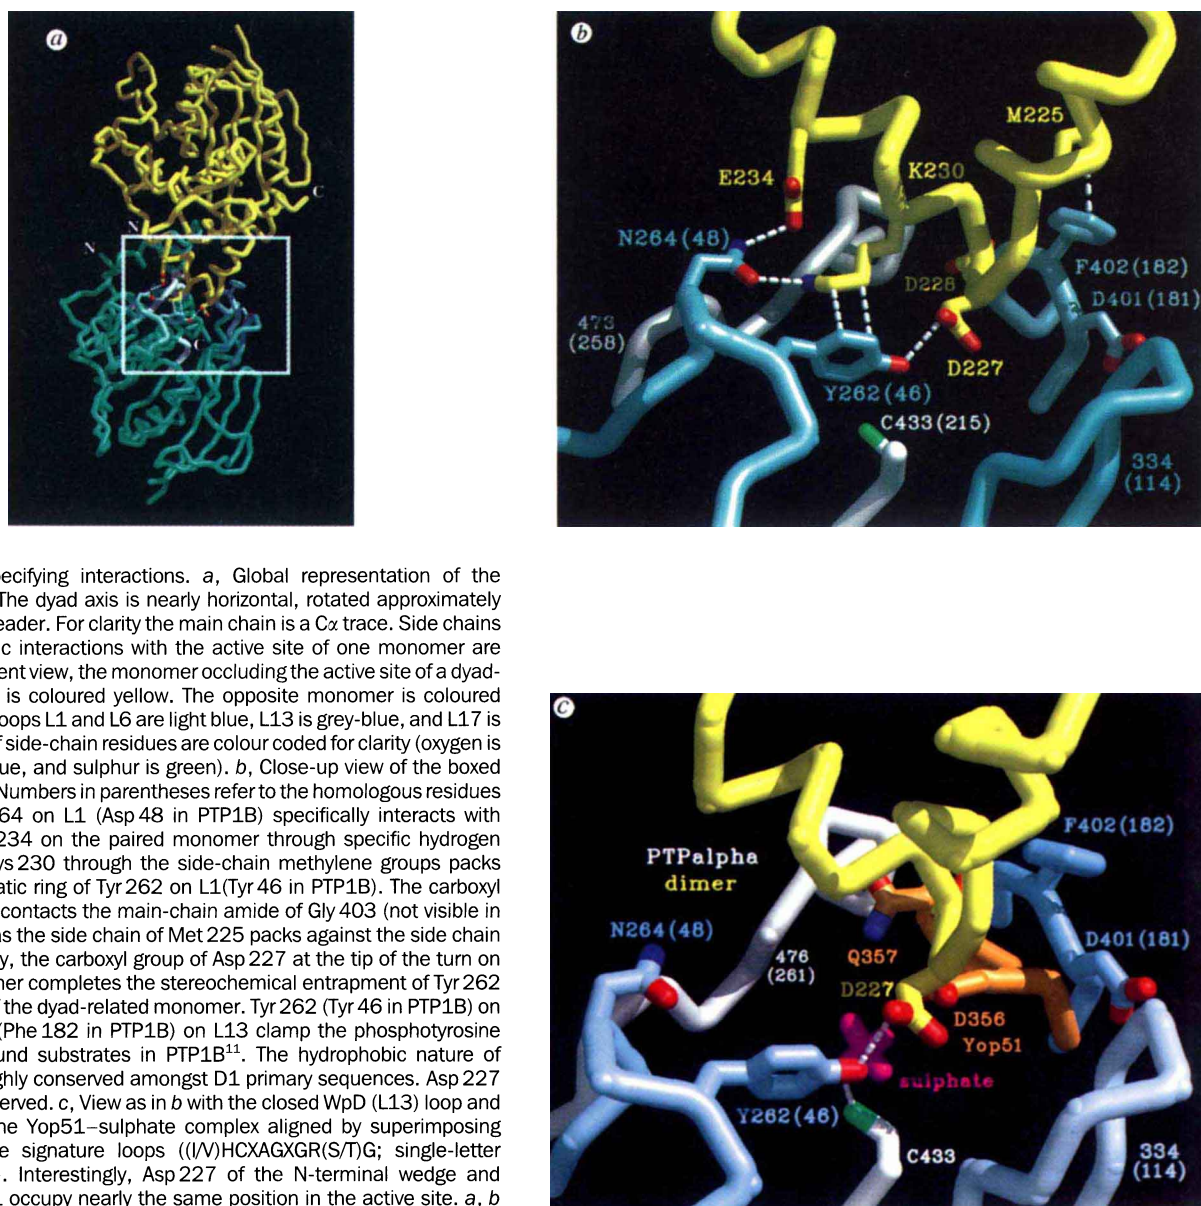 a
C
N
N
C
b
M225
E234
K230
N264(48)
F402(182)
D228
D401(181)
473
(258)
D227
Y262(46)
C433(215)
334
(114)
ecifying interactions. a, Global representation of the
The dyad axis is nearly horizontal, rotated approximately
eader. For clarity the main chain is a Cα trace. Side chains
ic interactions with the active site of one monomer are
ent view, the monomer occluding the active site of a dyad-
is coloured yellow. The opposite monomer is coloured
oops L1 and L6 are light blue, L13 is grey-blue, and L17 is
f side-chain residues are colour coded for clarity (oxygen is
ue, and sulphur is green). b, Close-up view of the boxed
Numbers in parentheses refer to the homologous residues
64 on L1 (Asp 48 in PTP1B) specifically interacts with
234 on the paired monomer through specific hydrogen
ys 230 through the side-chain methylene groups packs
atic ring of Tyr 262 on L1(Tyr 46 in PTP1B). The carboxyl
contacts the main-chain amide of Gly 403 (not visible in
as the side chain of Met 225 packs against the side chain
y, the carboxyl group of Asp 227 at the tip of the turn on
ner completes the stereochemical entrapment of Tyr 262
f the dyad-related monomer. Tyr 262 (Tyr 46 in PTP1B) on
(Phe 182 in PTP1B) on L13 clamp the phosphotyrosine
und substrates in PTP1B11. The hydrophobic nature of
ghly conserved amongst D1 primary sequences. Asp 227
erved. c, View as in b with the closed WpD (L13) loop and
he Yop51–sulphate complex aligned by superimposing
e signature loops ((I/V)HCXAGXGR(S/T)G; single-letter
). Interestingly, Asp 227 of the N-terminal wedge and
occupy nearly the same position in the active site. a, b
c
F402(182)
PTPalpha
dimer
N264(48)
D401(181)
476
(261)
Q357
D227
D356
Yop51
sulphate
Y262(46)
C433
334
(114)